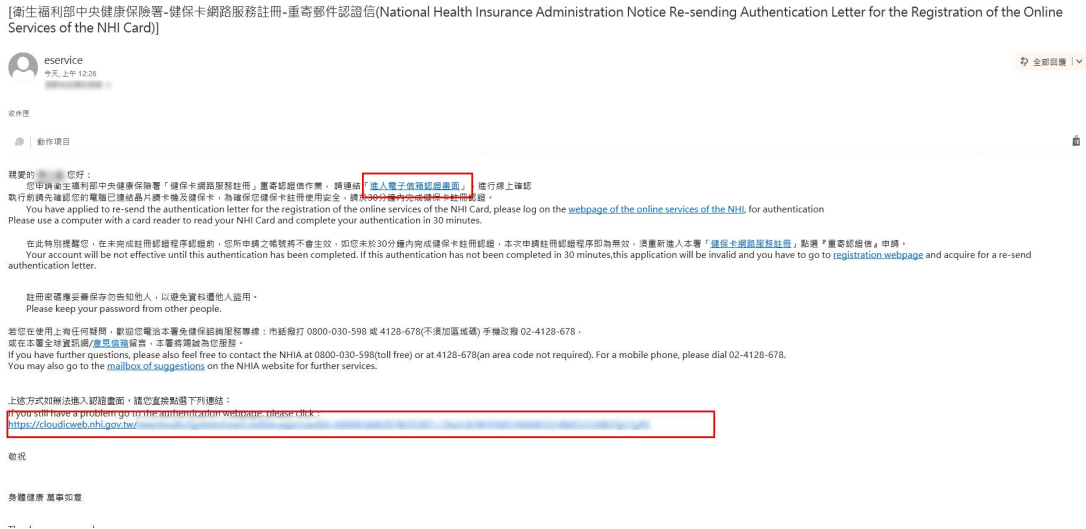 [衛生福利部中央健康保險署-健保卡網路服務註冊-重寄郵件認證信(National Health Insurance Administration Notice Re-sending Authentication Letter for the Registration of the Online
Services of the NHI Card)]
eservice
今天, 上午 12:26
全部回覆
收件匣
動作項目
親愛的 您好：
您申請衛生福利部中央健康保險署「健保卡網路服務註冊」重寄認證信作業， 請連結「進入電子信箱認證畫面」，進行線上確認
執行前請先確認您的電腦已連結晶片讀卡機及健保卡，為確保您健保卡註冊使用安全，請於30分鐘內完成健保卡註冊認證。
You have applied to re-send the authentication letter for the registration of the online services of the NHI Card, please log on the webpage of the online services of the NHI, for authentication
Please use a computer with a card reader to read your NHI Card and complete your authentication in 30 minutes.
在此特別提醒您，在未完成註冊認證程序認證前，您所申請之帳號將不會生效，如您未於30分鐘內完成健保卡註冊認證，本次申請註冊認證程序即為無效，須重新進入本署「健保卡網路服務註冊」點選『重寄認證信』申請。
Your account will be not effective until this authentication has been completed. If this authentication has not been completed in 30 minutes,this application will be invalid and you have to go to registration webpage and acquire for a re-send
authentication letter.
註冊密碼應妥善保存勿告知他人，以避免資料遭他人盜用。
Please keep your password from other people.
若您在使用上有任何疑問，歡迎您電洽本署免健保諮詢服務專線：市話撥打 0800-030-598 或 4128-678(不須加區域碼) 手機改撥 02-4128-678，
或在本署全球資訊網/意見信箱留言，本署將竭誠為您服務。
If you have further questions, please also feel free to contact the NHIA at 0800-030-598(toll free) or at 4128-678(an area code not required). For a mobile phone, please dial 02-4128-678.
You may also go to the mailbox of suggestions on the NHIA website for further services.
上述方式如無法進入認證畫面，請您直接點選下列連結：
If you still have a problem go to the authentication webpage, please click :
https://cloudicweb.nhi.gov.tw/
敬祝
身體健康 萬事如意